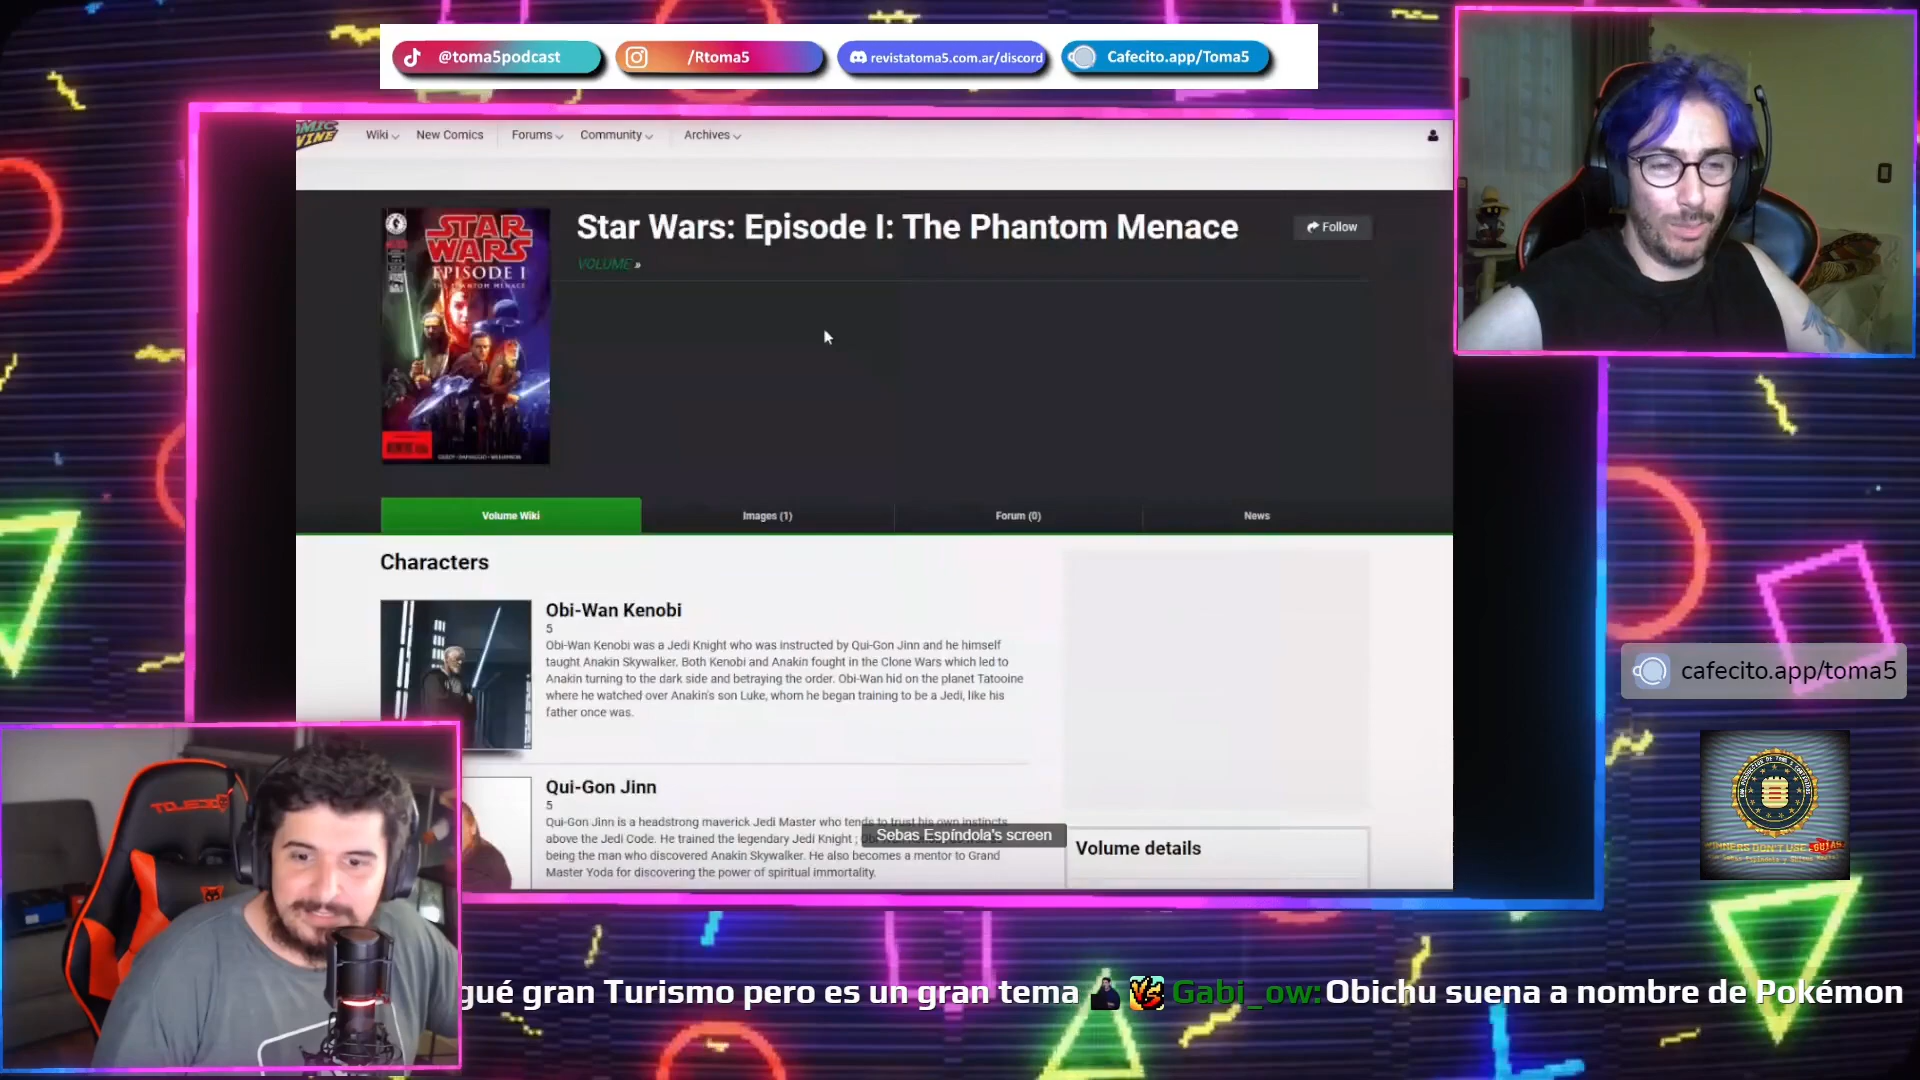 @toma5podcast
/Rtoma5
revistatoma5.com.ar/discord
Cafecito.app/Toma5
Wiki
New Comics
Forums
Community
Archives
Star Wars: Episode I: The Phantom Menace
Follow
VOLUME »
STAR
WARS
EPISODE I
THE PHANTOM MENACE
Volume Wiki
Images (1)
Forum (0)
News
Characters
Obi-Wan Kenobi
5
Obi-Wan Kenobi was a Jedi Knight who was instructed by Qui-Gon Jinn and he himself
taught Anakin Skywalker. Both Kenobi and Anakin fought in the Clone Wars which led to
Anakin turning to the dark side and betraying the order. Obi-Wan hid on the planet Tatooine
where he watched over Anakin's son Luke, whom he began training to be a Jedi, like his
father once was.
Qui-Gon Jinn
5
Qui-Gon Jinn is a headstrong maverick Jedi Master who tends to trust his own instincts
above the Jedi Code. He trained the legendary Jedi Knight ;
being the man who discovered Anakin Skywalker. He also becomes a mentor to Grand
Master Yoda for discovering the power of spiritual immortality.
Sebas Espíndola's screen
Volume details
cafecito.app/toma5
gué gran Turismo pero es un gran tema
VS
Gabi_ow: Obichu suena a nombre de Pokémon